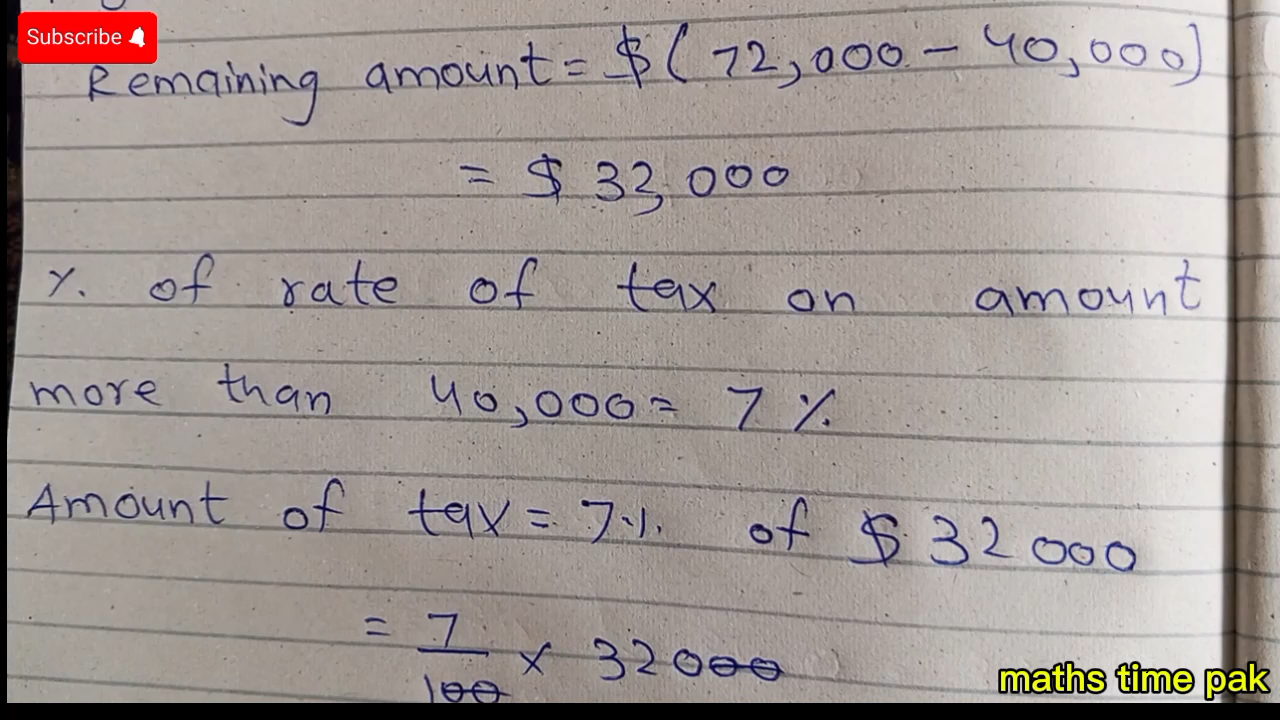 Subscribe
Remaining amount = $(72,000 - 40,000)
= $32,000
% of rate of tax on amount
more than 40,000 = 7%
Amount of tax = 7% of $32000
= 7/100 × 32000
maths time pak